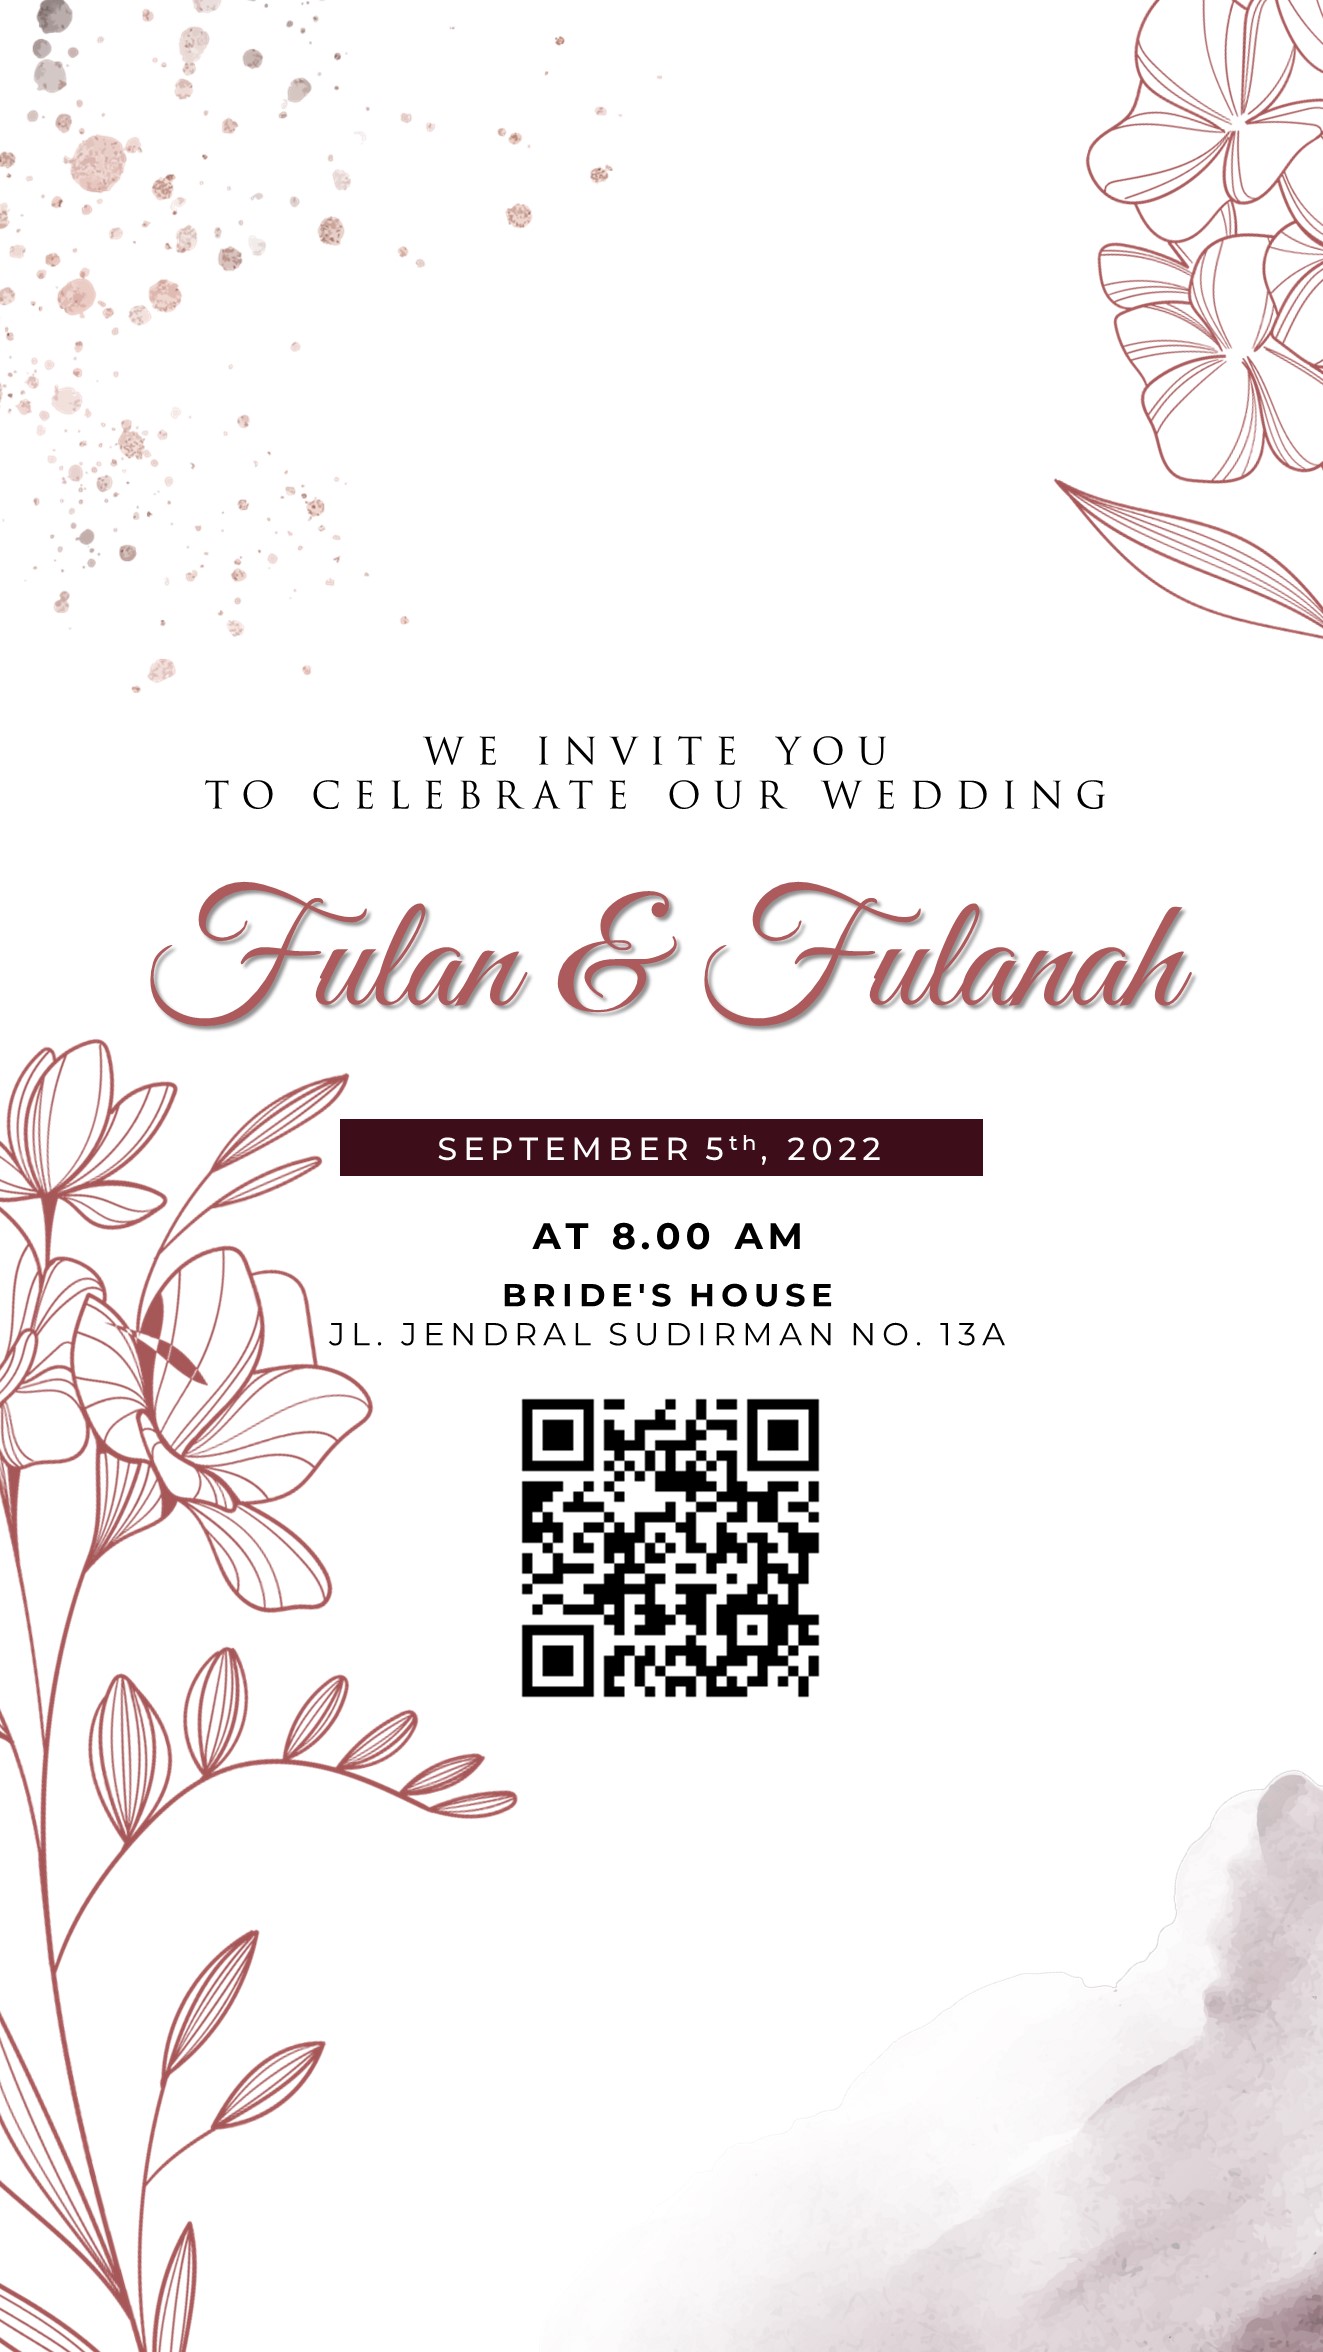 WE INVITE YOU
TO CELEBRATE OUR WEDDING
Fulan & Fulanah
SEPTEMBER 5th, 2022
AT 8.00 AM
BRIDE'S HOUSE
JL. JENDRAL SUDIRMAN NO. 13A